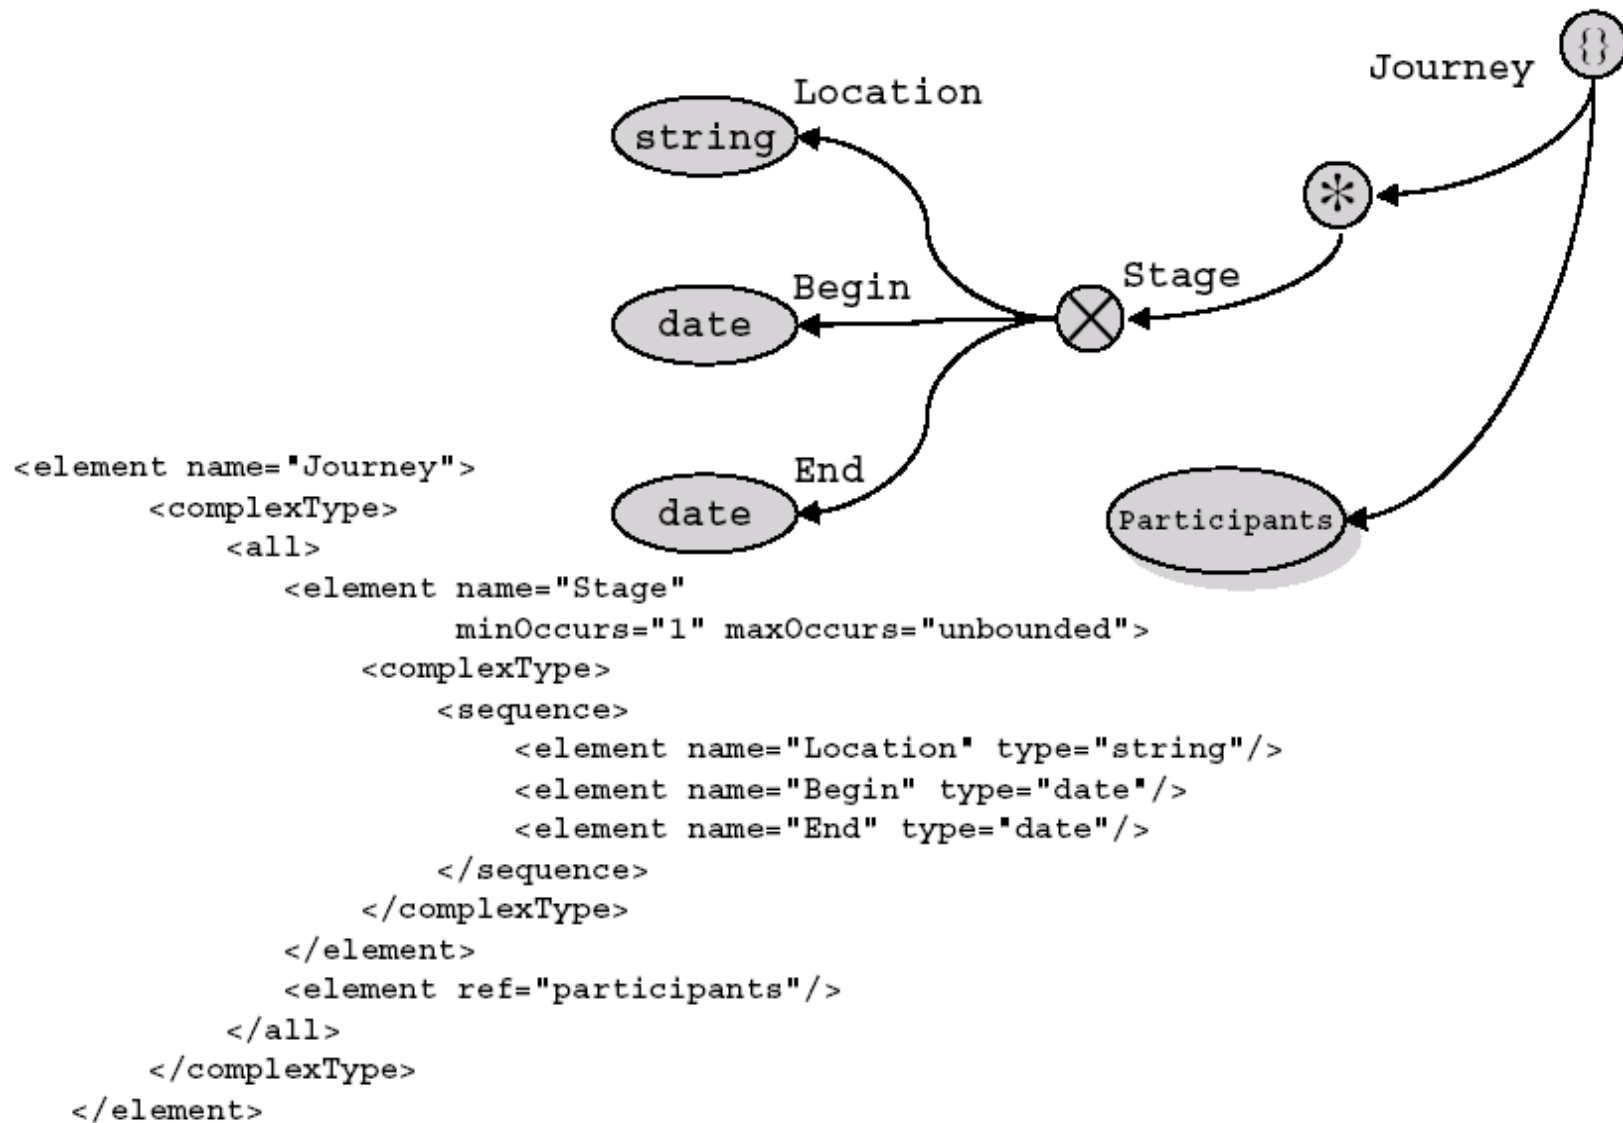 {}
Journey
Location
string
*
Stage
Begin
date
End
date
Participants
<element name="Journey">
<complexType>
<all>
<element name="Stage"
minOccurs="1" maxOccurs="unbounded">
<complexType>
<sequence>
<element name="Location" type="string"/>
<element name="Begin" type="date"/>
<element name="End" type="date"/>
</sequence>
</complexType>
</element>
<element ref="participants"/>
</all>
</complexType>
</element>